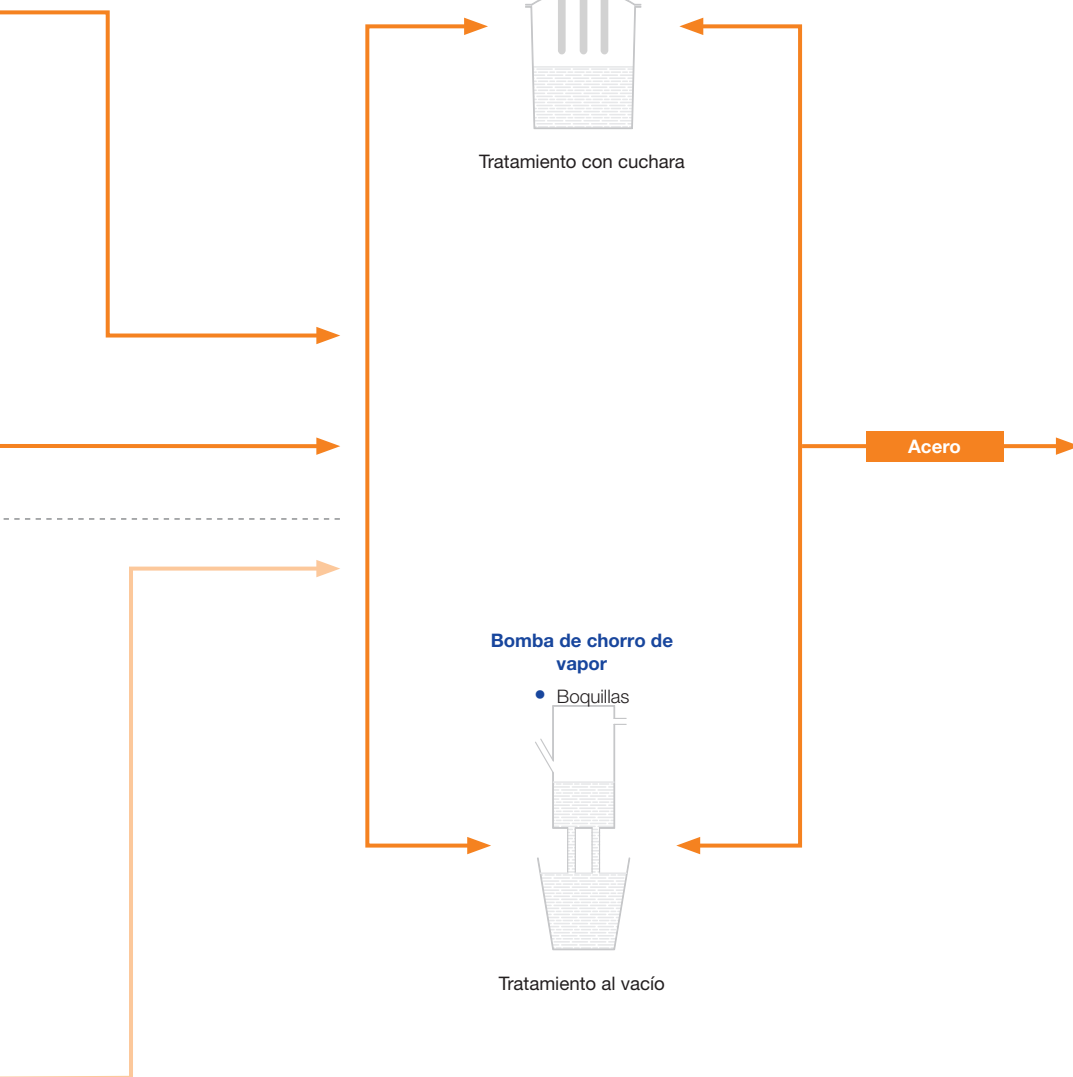 Tratamiento con cuchara
Acero
Bomba de chorro de
vapor
• Boquillas
Tratamiento al vacío